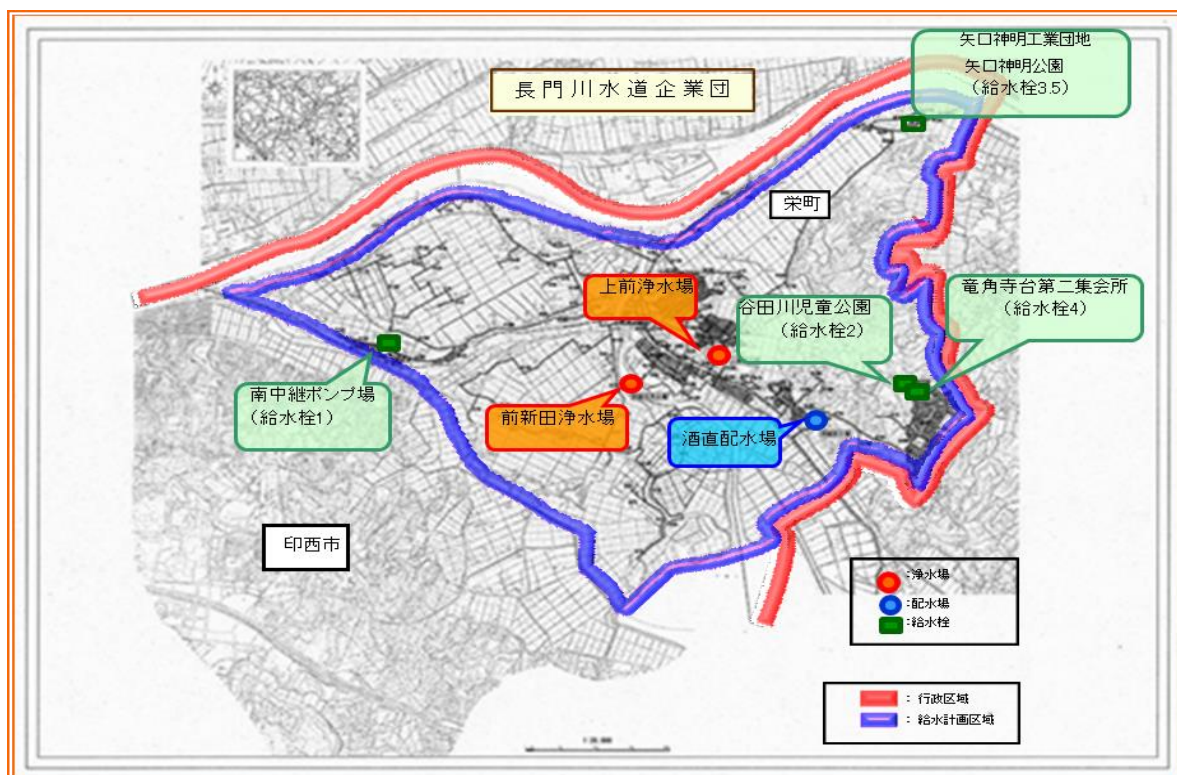 長門川水道企業団
矢口神明工業団地
矢口神明公園
(給水栓3.5)
栄町
上前浄水場
谷田川児童公園
(給水栓2)
竜角寺台第二集会所
(給水栓4)
南中継ポンプ場
(給水栓1)
前新田浄水場
酒直配水場
印西市
:浄水場
:配水場
:給水栓
: 行政区域
: 給水計画区域